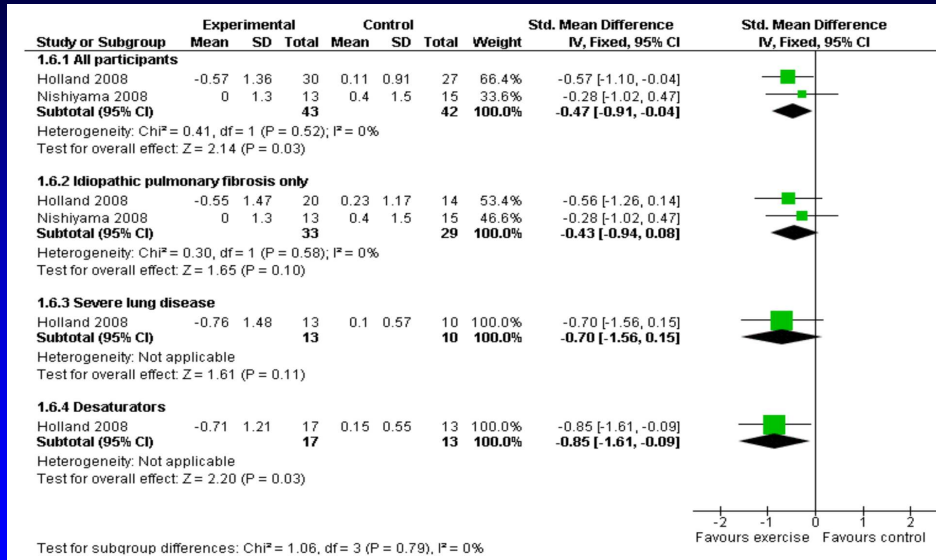 Experimental Control Std. Mean Difference Std. Mean Difference
Study or Subgroup Mean SD Total Mean SD Total Weight IV, Fixed, 95% CI IV, Fixed, 95% CI
1.6.1 All participants
Holland 2008 -0.57 1.36 30 0.11 0.91 27 66.4% -0.57 [-1.10, -0.04]
Nishiyama 2008 0 1.3 13 0.4 1.5 15 33.6% -0.28 [-1.02, 0.47]
Subtotal (95% CI) 43 42 100.0% -0.47 [-0.91, -0.04]
Heterogeneity: Chi² = 0.41, df = 1 (P = 0.52); I² = 0%
Test for overall effect: Z = 2.14 (P = 0.03)
1.6.2 Idiopathic pulmonary fibrosis only
Holland 2008 -0.55 1.47 20 0.23 1.17 14 53.4% -0.56 [-1.26, 0.14]
Nishiyama 2008 0 1.3 13 0.4 1.5 15 46.6% -0.28 [-1.02, 0.47]
Subtotal (95% CI) 33 29 100.0% -0.43 [-0.94, 0.08]
Heterogeneity: Chi² = 0.30, df = 1 (P = 0.58); I² = 0%
Test for overall effect: Z = 1.65 (P = 0.10)
1.6.3 Severe lung disease
Holland 2008 -0.76 1.48 13 0.1 0.57 10 100.0% -0.70 [-1.56, 0.15]
Subtotal (95% CI) 13 10 100.0% -0.70 [-1.56, 0.15]
Heterogeneity: Not applicable
Test for overall effect: Z = 1.61 (P = 0.11)
1.6.4 Desaturators
Holland 2008 -0.71 1.21 17 0.15 0.55 13 100.0% -0.85 [-1.61, -0.09]
Subtotal (95% CI) 17 13 100.0% -0.85 [-1.61, -0.09]
Heterogeneity: Not applicable
Test for overall effect: Z = 2.20 (P = 0.03)
-2 -1 0 1 2
Favours exercise Favours control
Test for subgroup differences: Chi² = 1.06, df = 3 (P = 0.79), I² = 0%